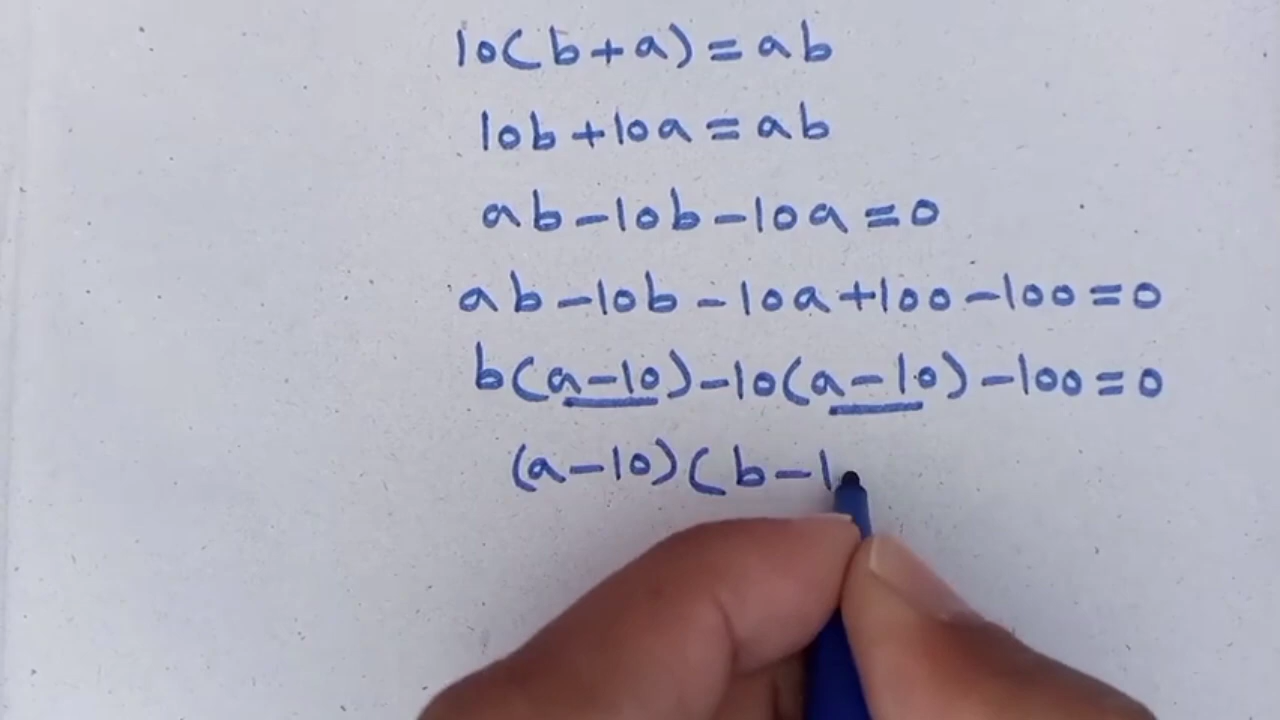 10(b+a)=ab
10b+10a=ab
ab-10b-10a=0
ab-10b-10a+100-100=0
b(a-10)-10(a-10)-100=0
(a-10)(b-1